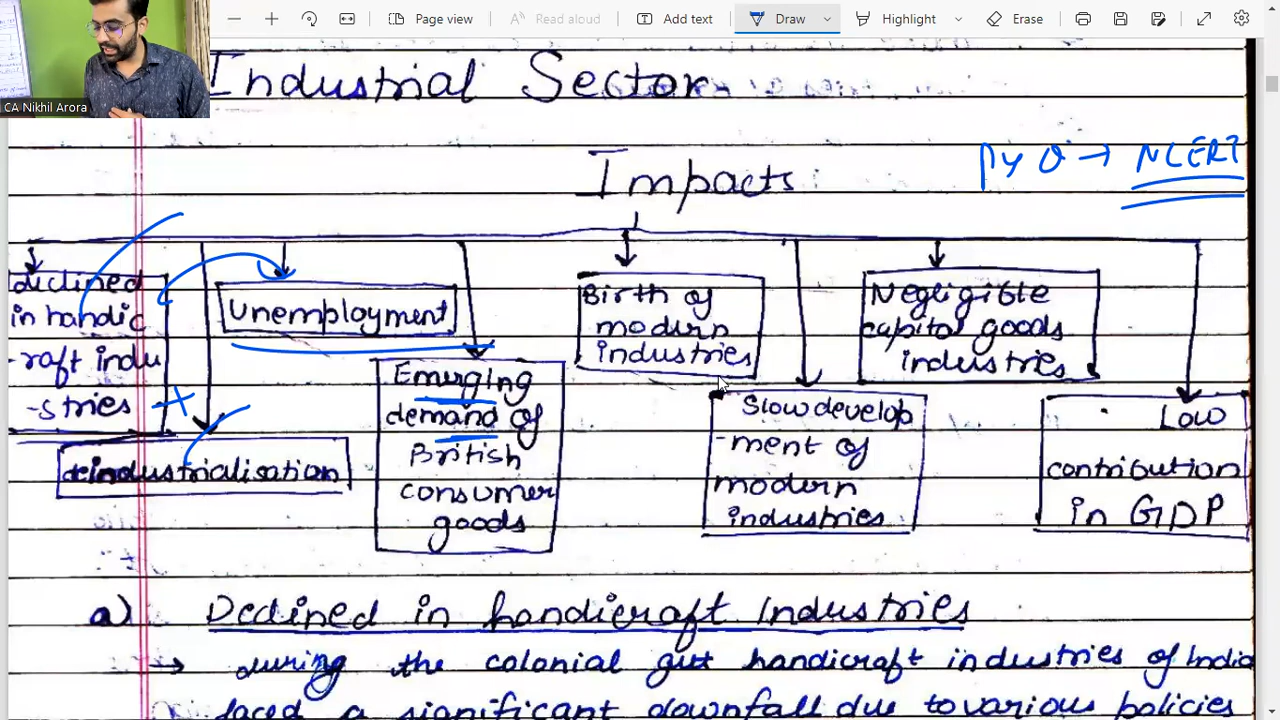 Page view
Read aloud
Add text
Draw
Highlight
Erase
CA Nikhil Arora
Industrial Sector
PYQ → NCERT
Impacts :
diclined
in handic
-raft indu
-stries
Unemployment
Birth of
modern
industries
Negligible
capital goods
industries
deindustrialisation
Emerging
demand of
British
consumer
goods
Slow develop
-ment of
modern
industries
Low
contribution
in GDP
a) Declined in handicraft Industries
→ during the colonial handicraft industries of India
faced a significant downfall due to various policies